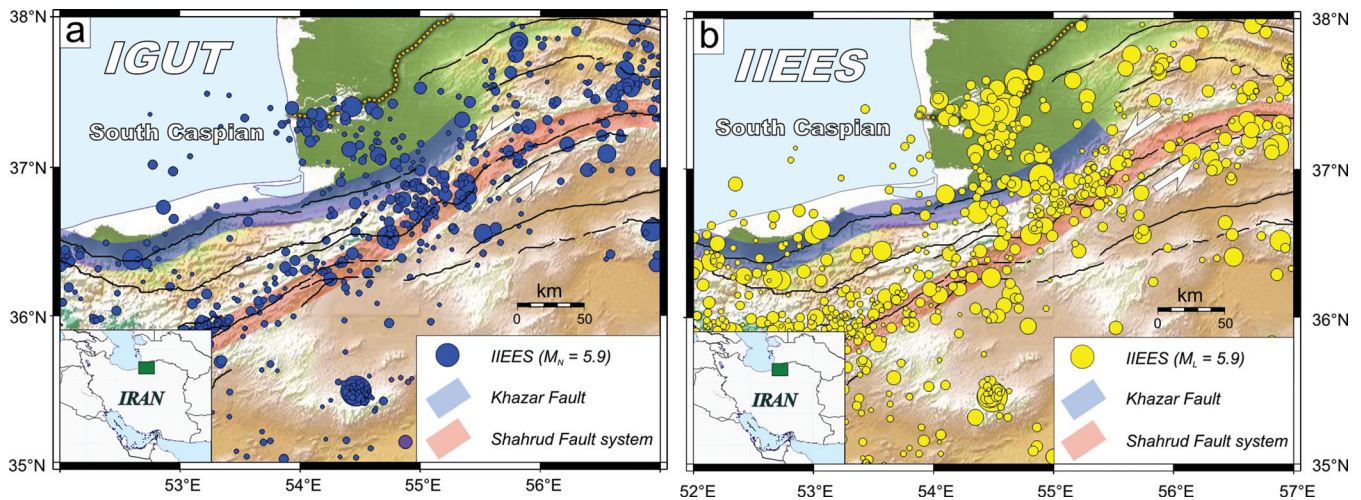 a
IGUT
South Caspian
km
0 50
IRAN
IIEES (M_N = 5.9)
Khazar Fault
Shahrud Fault system
38°N
37°N
36°N
35°N
53°E 54°E 55°E 56°E
b
IIEES
South Caspian
km
0 50
IRAN
IIEES (M_L = 5.9)
Khazar Fault
Shahrud Fault system
38°N
37°N
36°N
35°N
52°E 53°E 54°E 55°E 56°E 57°E